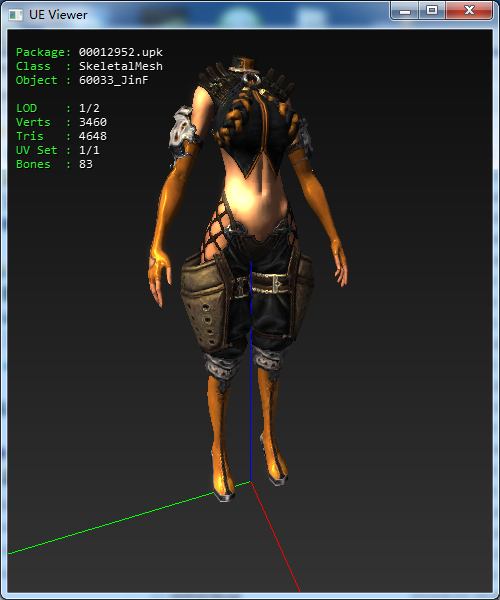 UE Viewer
Package: 00012952.upk
Class : SkeletalMesh
Object : 60033_JinF
LOD : 1/2
Verts : 3460
Tris : 4648
UV Set : 1/1
Bones : 83